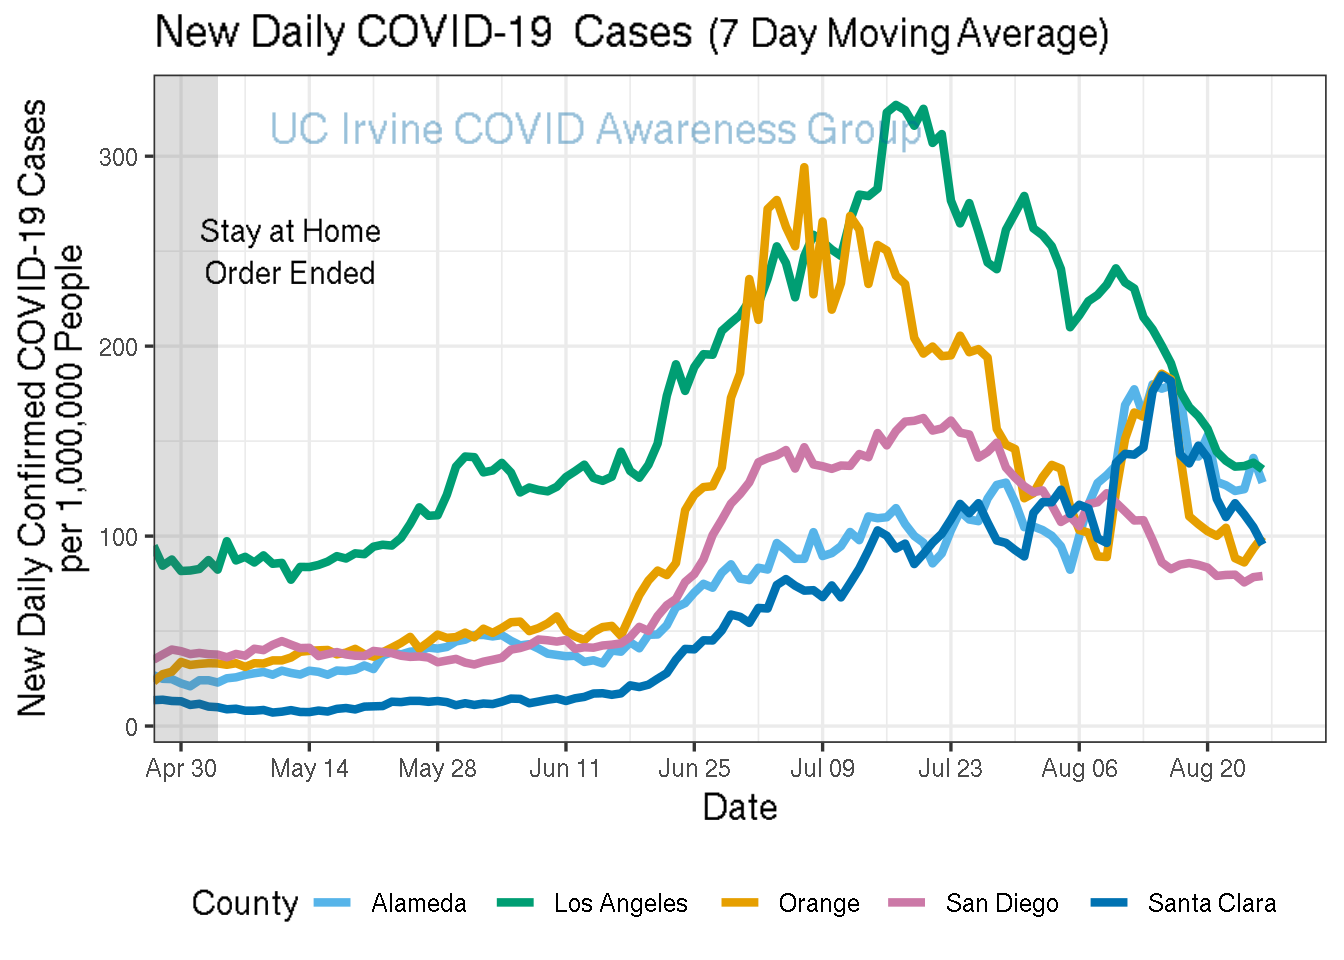 New Daily COVID-19 Cases (7 Day Moving Average)
UC Irvine COVID Awareness Group
Stay at Home
Order Ended
New Daily Confirmed COVID-19 Cases
per 1,000,000 People
300
200
100
0
Apr 30 May 14 May 28 Jun 11 Jun 25 Jul 09 Jul 23 Aug 06 Aug 20
Date
County Alameda Los Angeles Orange San Diego Santa Clara